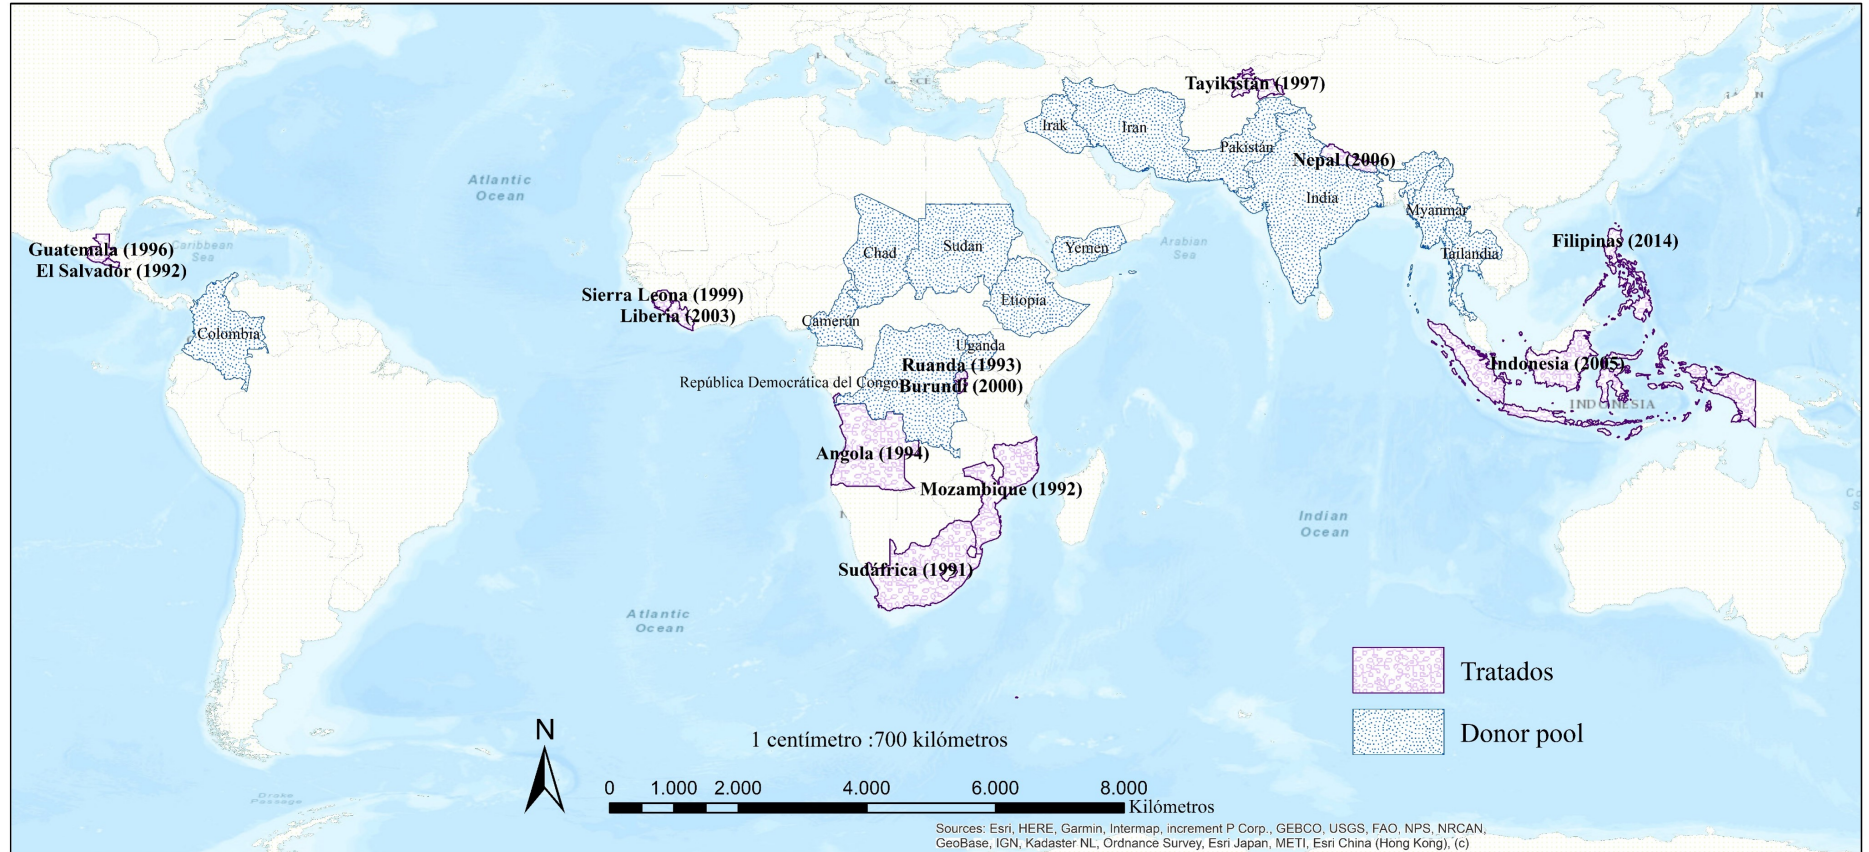 Tayikistán (1997)
Irak
Iran
Pakistán
Nepal (2006)
India
Myanmar
Tailandia
Atlantic
Ocean
Guatemala (1996)
El Salvador (1992)
Caribbean
Sea
Colombia
Sierra Leona (1999)
Liberia (2003)
Chad
Sudan
Yemen
Arabian
Sea
Etiopia
Camerún
Uganda
Ruanda (1993)
República Democrática del Congo
Burundi (2000)
Filipinas (2014)
Indonesia (2005)
INDONESIA
Angola (1994)
Mozambique (1992)
Sudáfrica (1991)
Indian
Ocean
Atlantic
Ocean
Tratados
Donor pool
N
1 centímetro :700 kilómetros
0 1.000 2.000 4.000 6.000 8.000
Kilómetros
Drake
Passage
Sources: Esri, HERE, Garmin, Intermap, increment P Corp., GEBCO, USGS, FAO, NPS, NRCAN,
GeoBase, IGN, Kadaster NL, Ordnance Survey, Esri Japan, METI, Esri China (Hong Kong), (c)